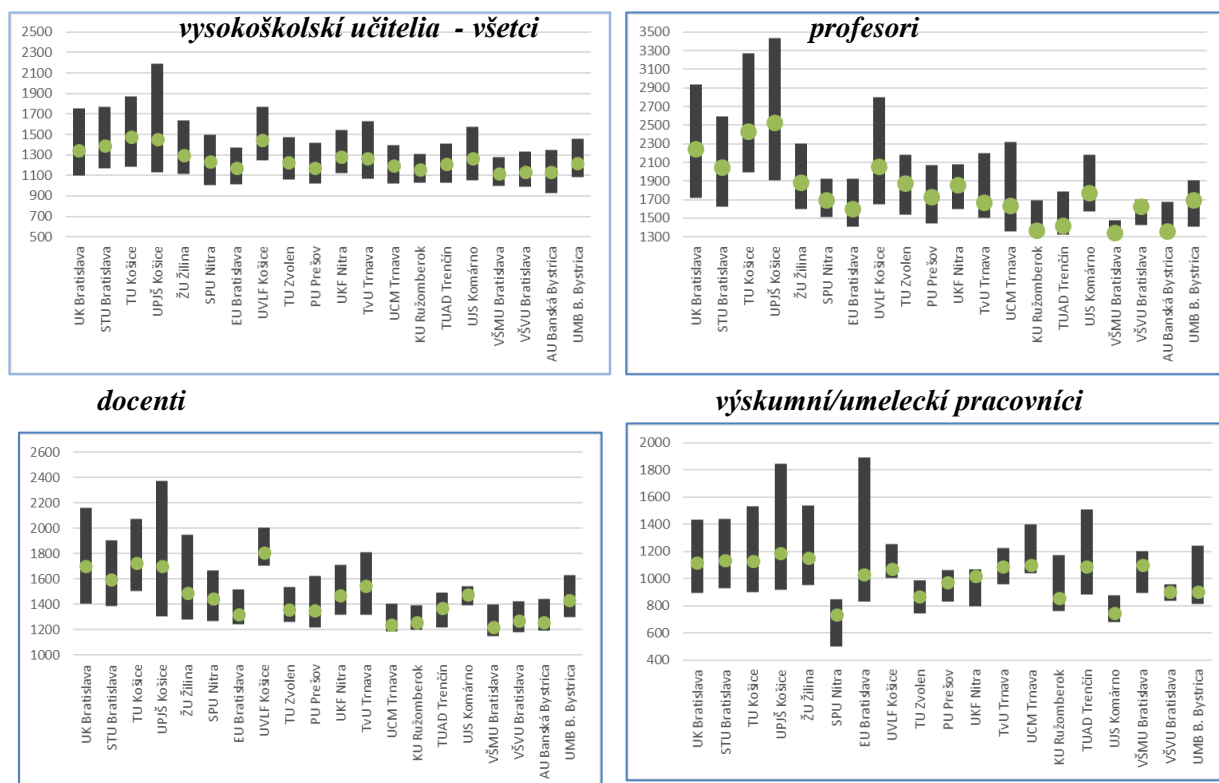 vysokoškolskí učitelia - všetci
2500
2300
2100
1900
1700
1500
1300
1100
900
700
500
UK Bratislava
STU Bratislava
TU Košice
UPJŠ Košice
ŽU Žilina
SPU Nitra
EU Bratislava
UVLF Košice
TU Zvolen
PU Prešov
UKF Nitra
TvU Trnava
UCM Trnava
KU Ružomberok
TUAD Trenčín
UJS Komárno
VŠMU Bratislava
VŠVU Bratislava
AU Banská Bystrica
UMB B. Bystrica
profesori
3500
3300
3100
2900
2700
2500
2300
2100
1900
1700
1500
1300
UK Bratislava
STU Bratislava
TU Košice
UPJŠ Košice
ŽU Žilina
SPU Nitra
EU Bratislava
UVLF Košice
TU Zvolen
PU Prešov
UKF Nitra
TvU Trnava
UCM Trnava
KU Ružomberok
TUAD Trenčín
UJS Komárno
VŠMU Bratislava
VŠVU Bratislava
AU Banská Bystrica
UMB B. Bystrica
docenti
2600
2400
2200
2000
1800
1600
1400
1200
1000
UK Bratislava
STU Bratislava
TU Košice
UPJŠ Košice
ŽU Žilina
SPU Nitra
EU Bratislava
UVLF Košice
TU Zvolen
PU Prešov
UKF Nitra
TvU Trnava
UCM Trnava
KU Ružomberok
TUAD Trenčín
UJS Komárno
VŠMU Bratislava
VŠVU Bratislava
AU Banská Bystrica
UMB B. Bystrica
výskumní/umeleckí pracovníci
2000
1800
1600
1400
1200
1000
800
600
400
UK Bratislava
STU Bratislava
TU Košice
UPJŠ Košice
ŽU Žilina
SPU Nitra
EU Bratislava
UVLF Košice
TU Zvolen
PU Prešov
UKF Nitra
TvU Trnava
UCM Trnava
KU Ružomberok
TUAD Trenčín
UJS Komárno
VŠMU Bratislava
VŠVU Bratislava
UMB B. Bystrica